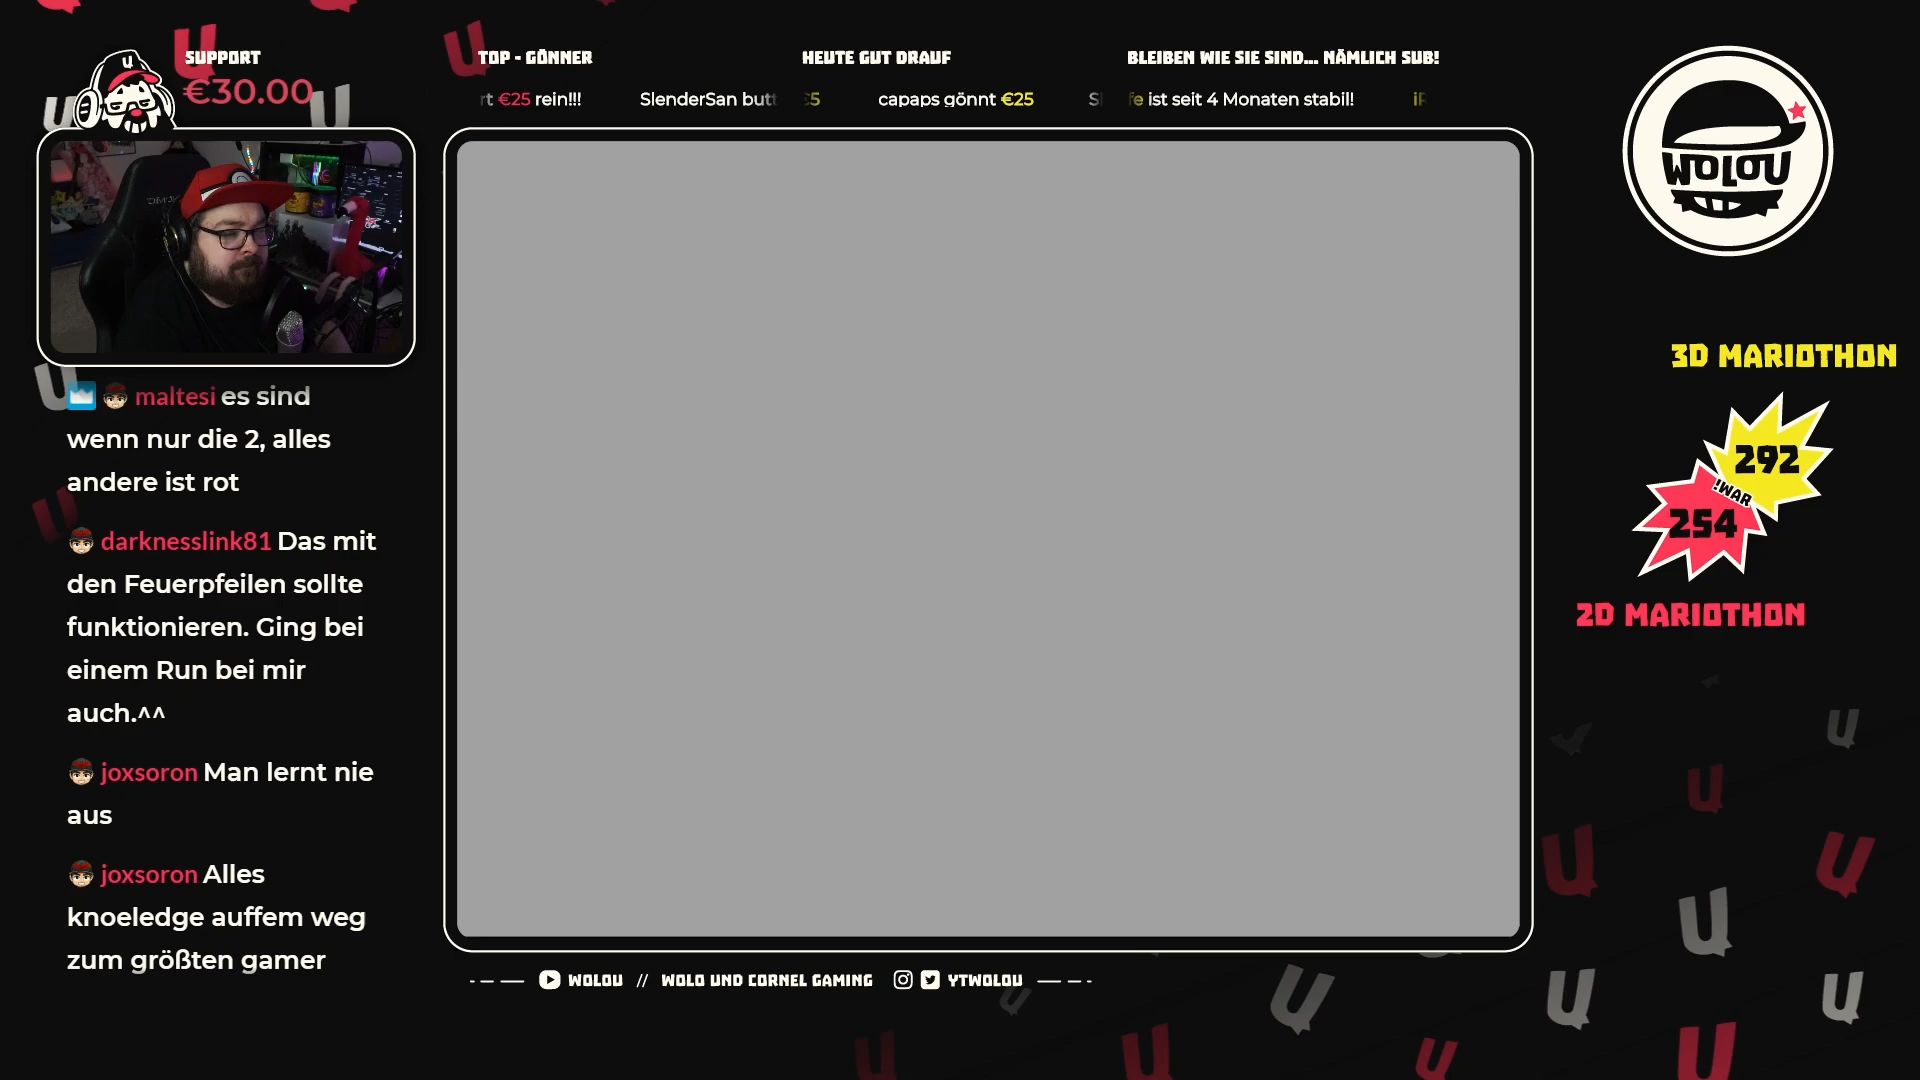 SUPPORT
€30.00
TOP - GÖNNER
HEUTE GUT DRAUF
BLEIBEN WIE SIE SIND... NÄMLICH SUB!
rt €25 rein!!!
SlenderSan butt
€5
capaps gönnt €25
ist seit 4 Monaten stabil!
WOLOU
maltesi es sind
wenn nur die 2, alles
andere ist rot
darknesslink81 Das mit
den Feuerpfeilen sollte
funktionieren. Ging bei
einem Run bei mir
auch.^^
joxsoron Man lernt nie
aus
joxsoron Alles
knoeledge auffem weg
zum größten gamer
3D MARIOTHON
292
!WAR
254
2D MARIOTHON
WOLOU // WOLO UND CORNEL GAMING YTWOLOU